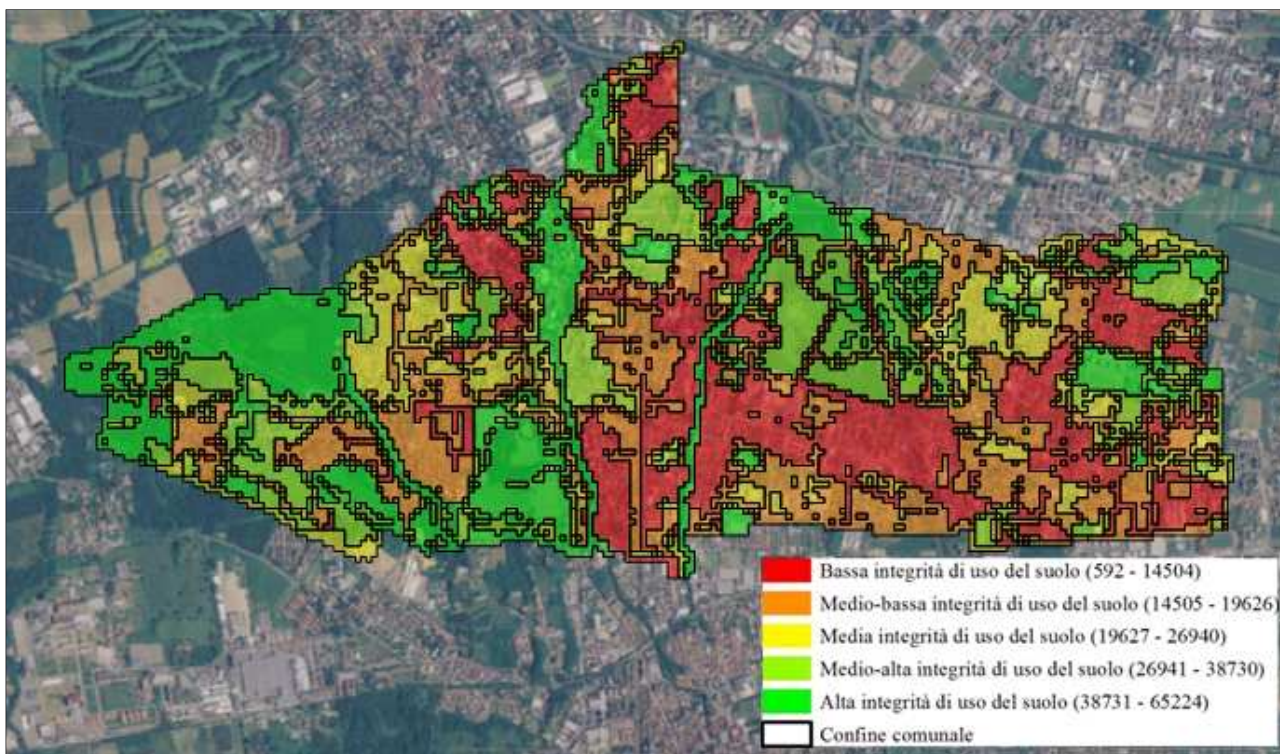 Bassa integrità di uso del suolo (592 - 14504)
Medio-bassa integrità di uso del suolo (14505 - 19626)
Media integrità di uso del suolo (19627 - 26940)
Medio-alta integrità di uso del suolo (26941 - 38730)
Alta integrità di uso del suolo (38731 - 65224)
Confine comunale